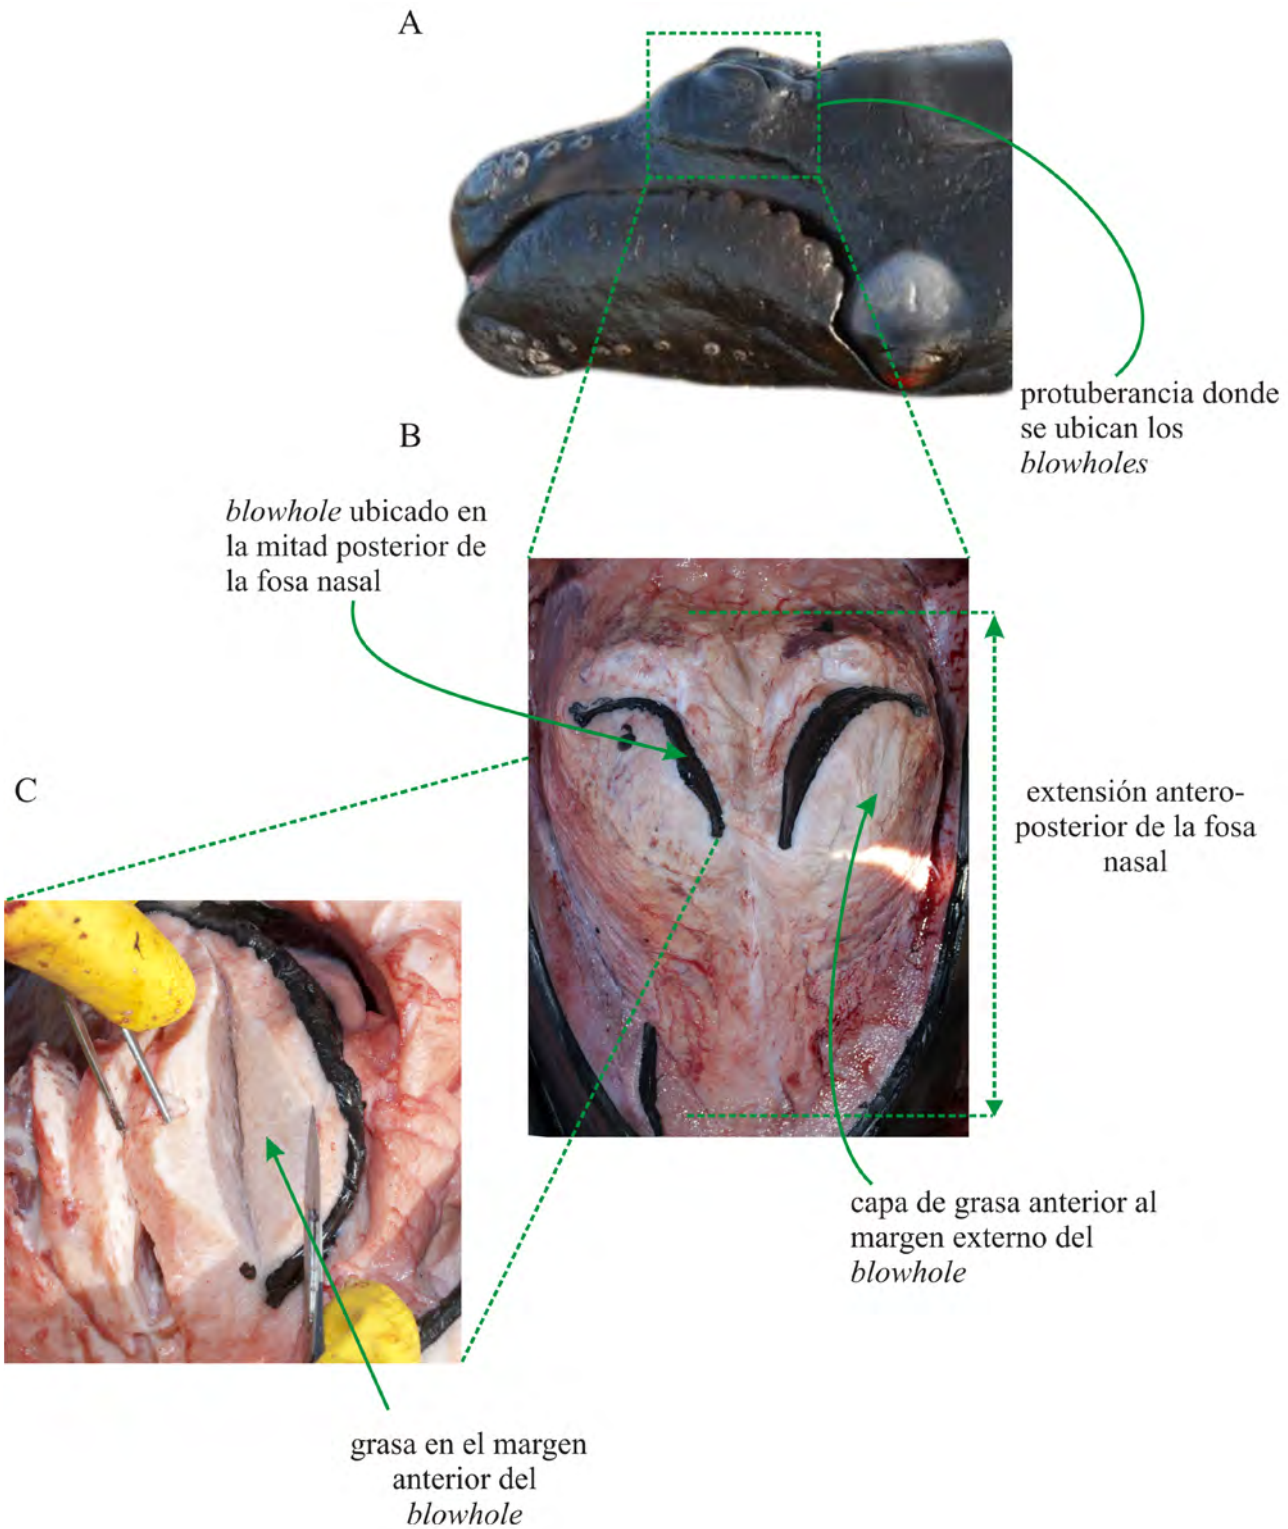 A
protuberancia donde
se ubican los
blowholes
B
blowhole ubicado en
la mitad posterior de
la fosa nasal
C
extensión antero-
posterior de la fosa
nasal
capa de grasa anterior al
margen externo del
blowhole
grasa en el margen
anterior del
blowhole